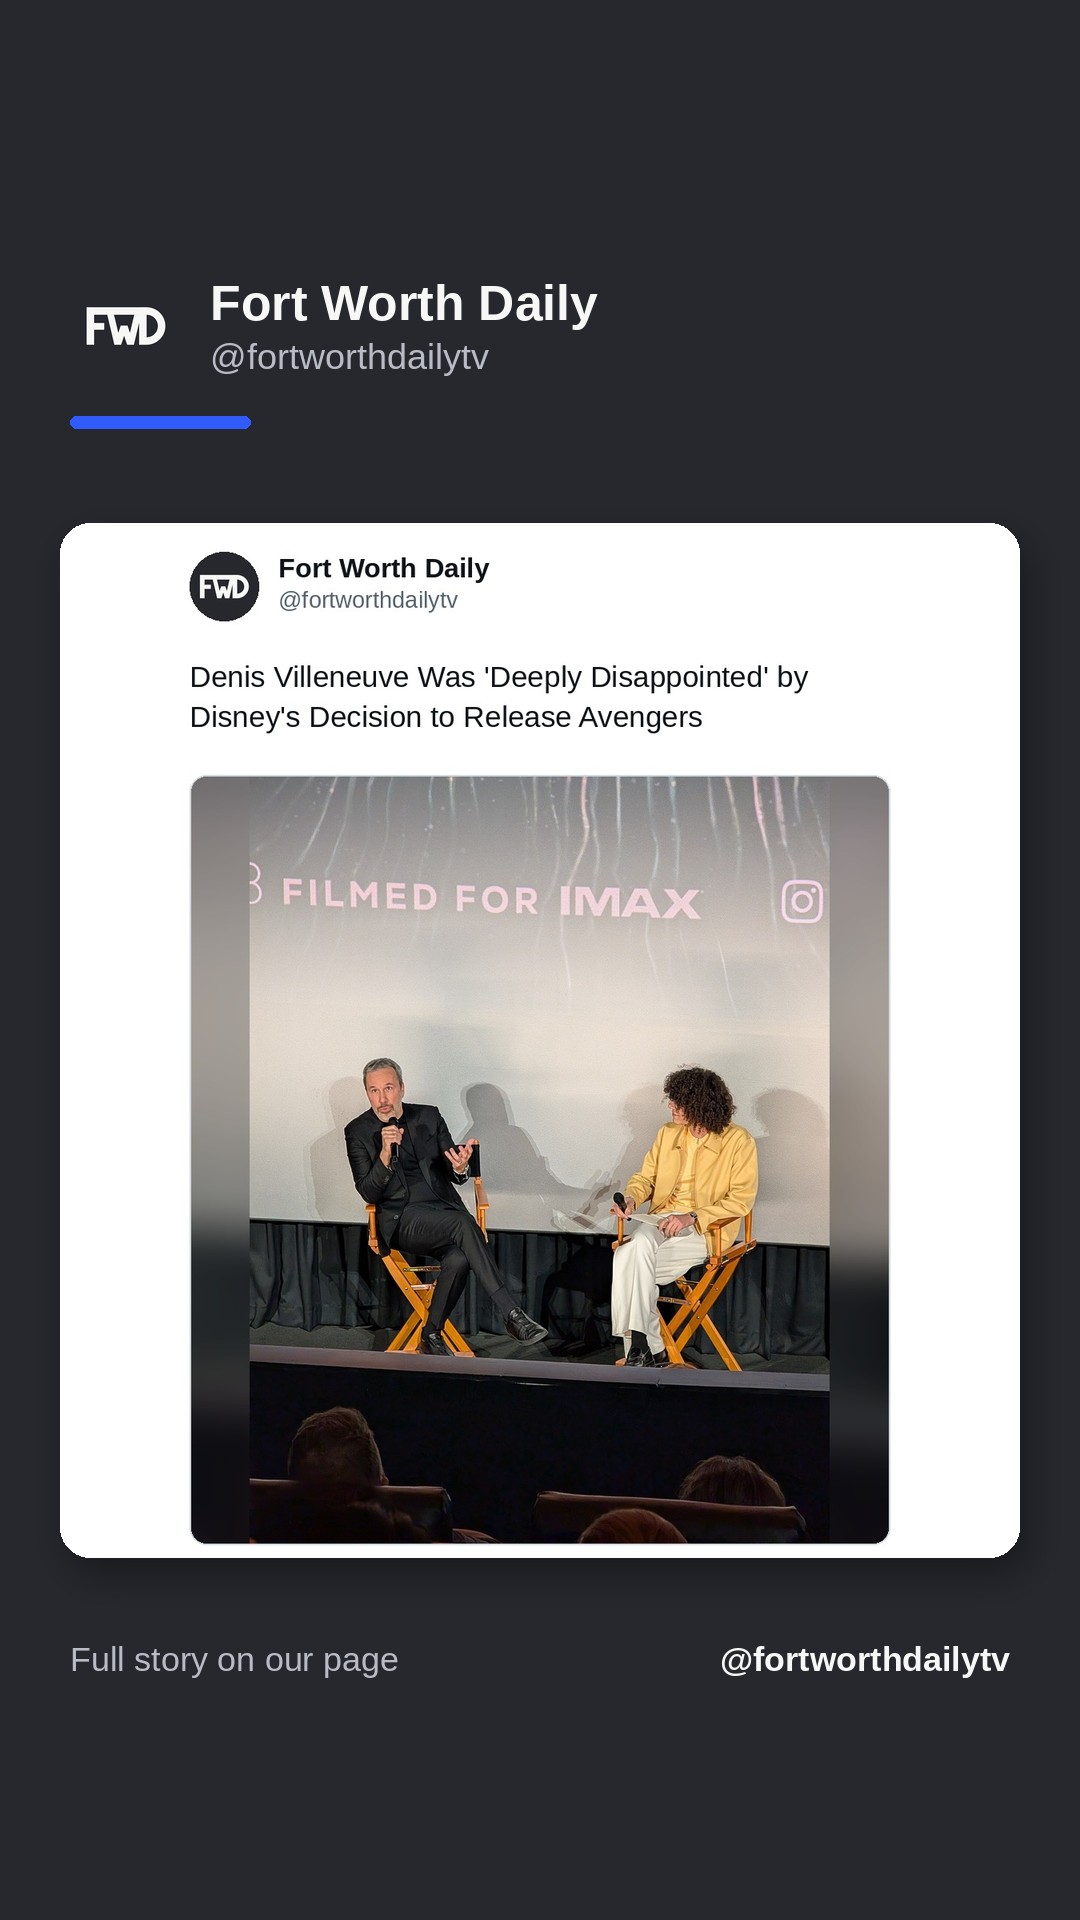 FWD
Fort Worth Daily
@fortworthdailytv
FWD
Fort Worth Daily
@fortworthdailytv
Denis Villeneuve Was 'Deeply Disappointed' by
Disney's Decision to Release Avengers
FILMED FOR IMAX
Full story on our page
@fortworthdailytv